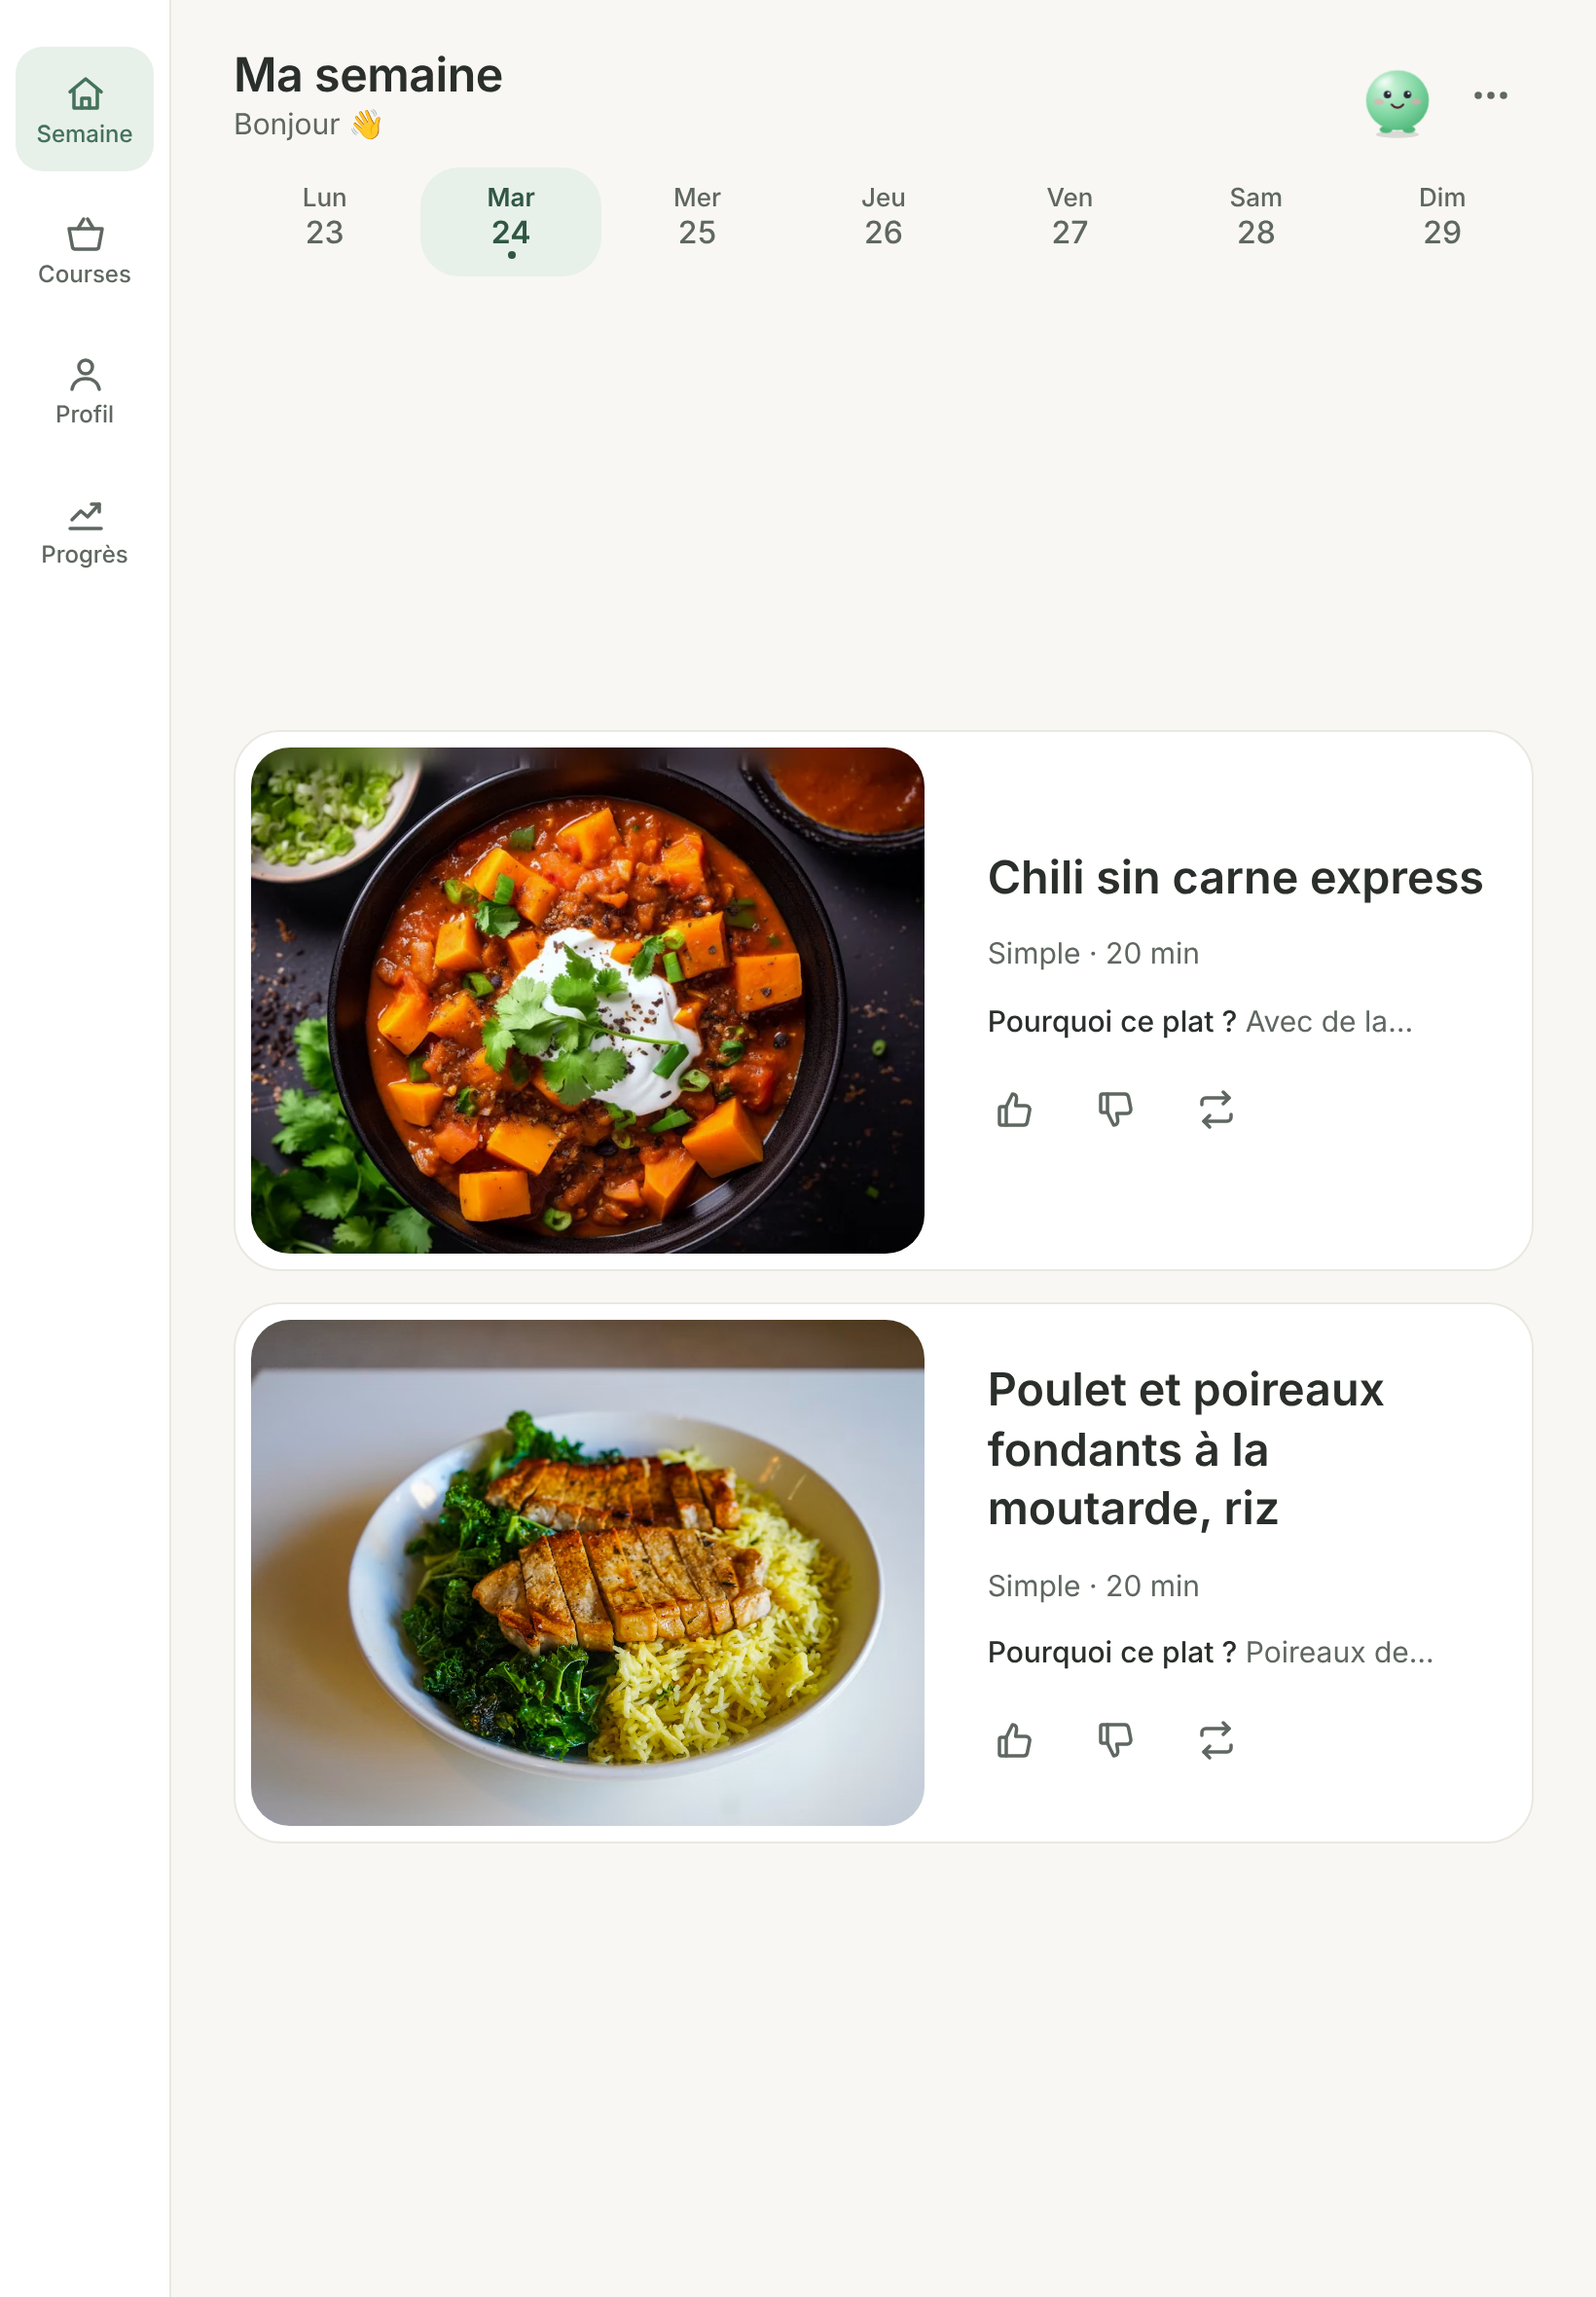 Ma semaine
Bonjour 👋
Semaine
Courses
Profil
Progrès
Lun
23
Mar
24
Mer
25
Jeu
26
Ven
27
Sam
28
Dim
29
Chili sin carne express
Simple · 20 min
Pourquoi ce plat ? Avec de la...
Poulet et poireaux
fondants à la
moutarde, riz
Simple · 20 min
Pourquoi ce plat ? Poireaux de...